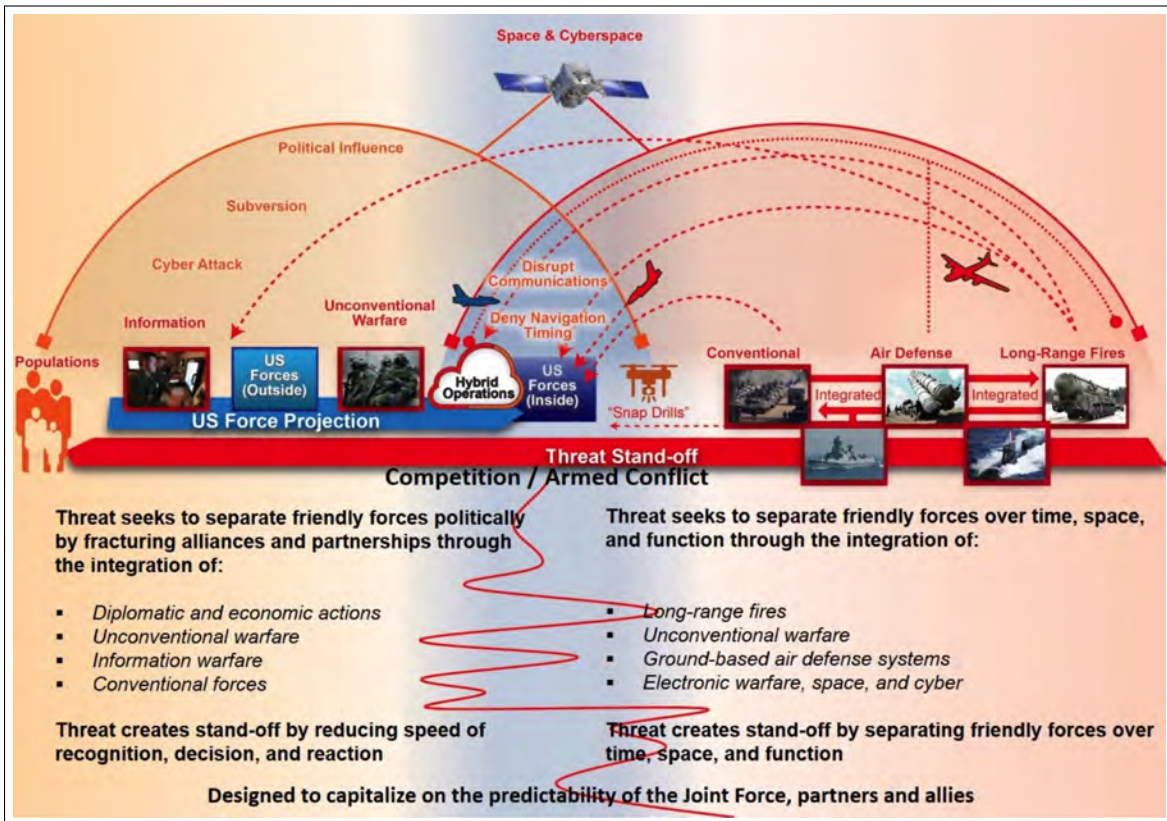 Space & Cyberspace
Political Influence
Subversion
Cyber Attack
Disrupt
Communications
Unconventional
Warfare
Information
Deny Navigation
Timing
Populations
US
Forces
(Outside)
Hybrid
Operations
US
Forces
(Inside)
Conventional
Air Defense
Long-Range Fires
Integrated
Integrated
"Snap Drills"
US Force Projection
Threat Stand-off
Competition / Armed Conflict
Threat seeks to separate friendly forces politically
by fracturing alliances and partnerships through
the integration of:
▪ Diplomatic and economic actions
▪ Unconventional warfare
▪ Information warfare
▪ Conventional forces
Threat creates stand-off by reducing speed of
recognition, decision, and reaction
Threat seeks to separate friendly forces over time, space,
and function through the integration of:
▪ Long-range fires
▪ Unconventional warfare
▪ Ground-based air defense systems
▪ Electronic warfare, space, and cyber
Threat creates stand-off by separating friendly forces over
time, space, and function
Designed to capitalize on the predictability of the Joint Force, partners and allies